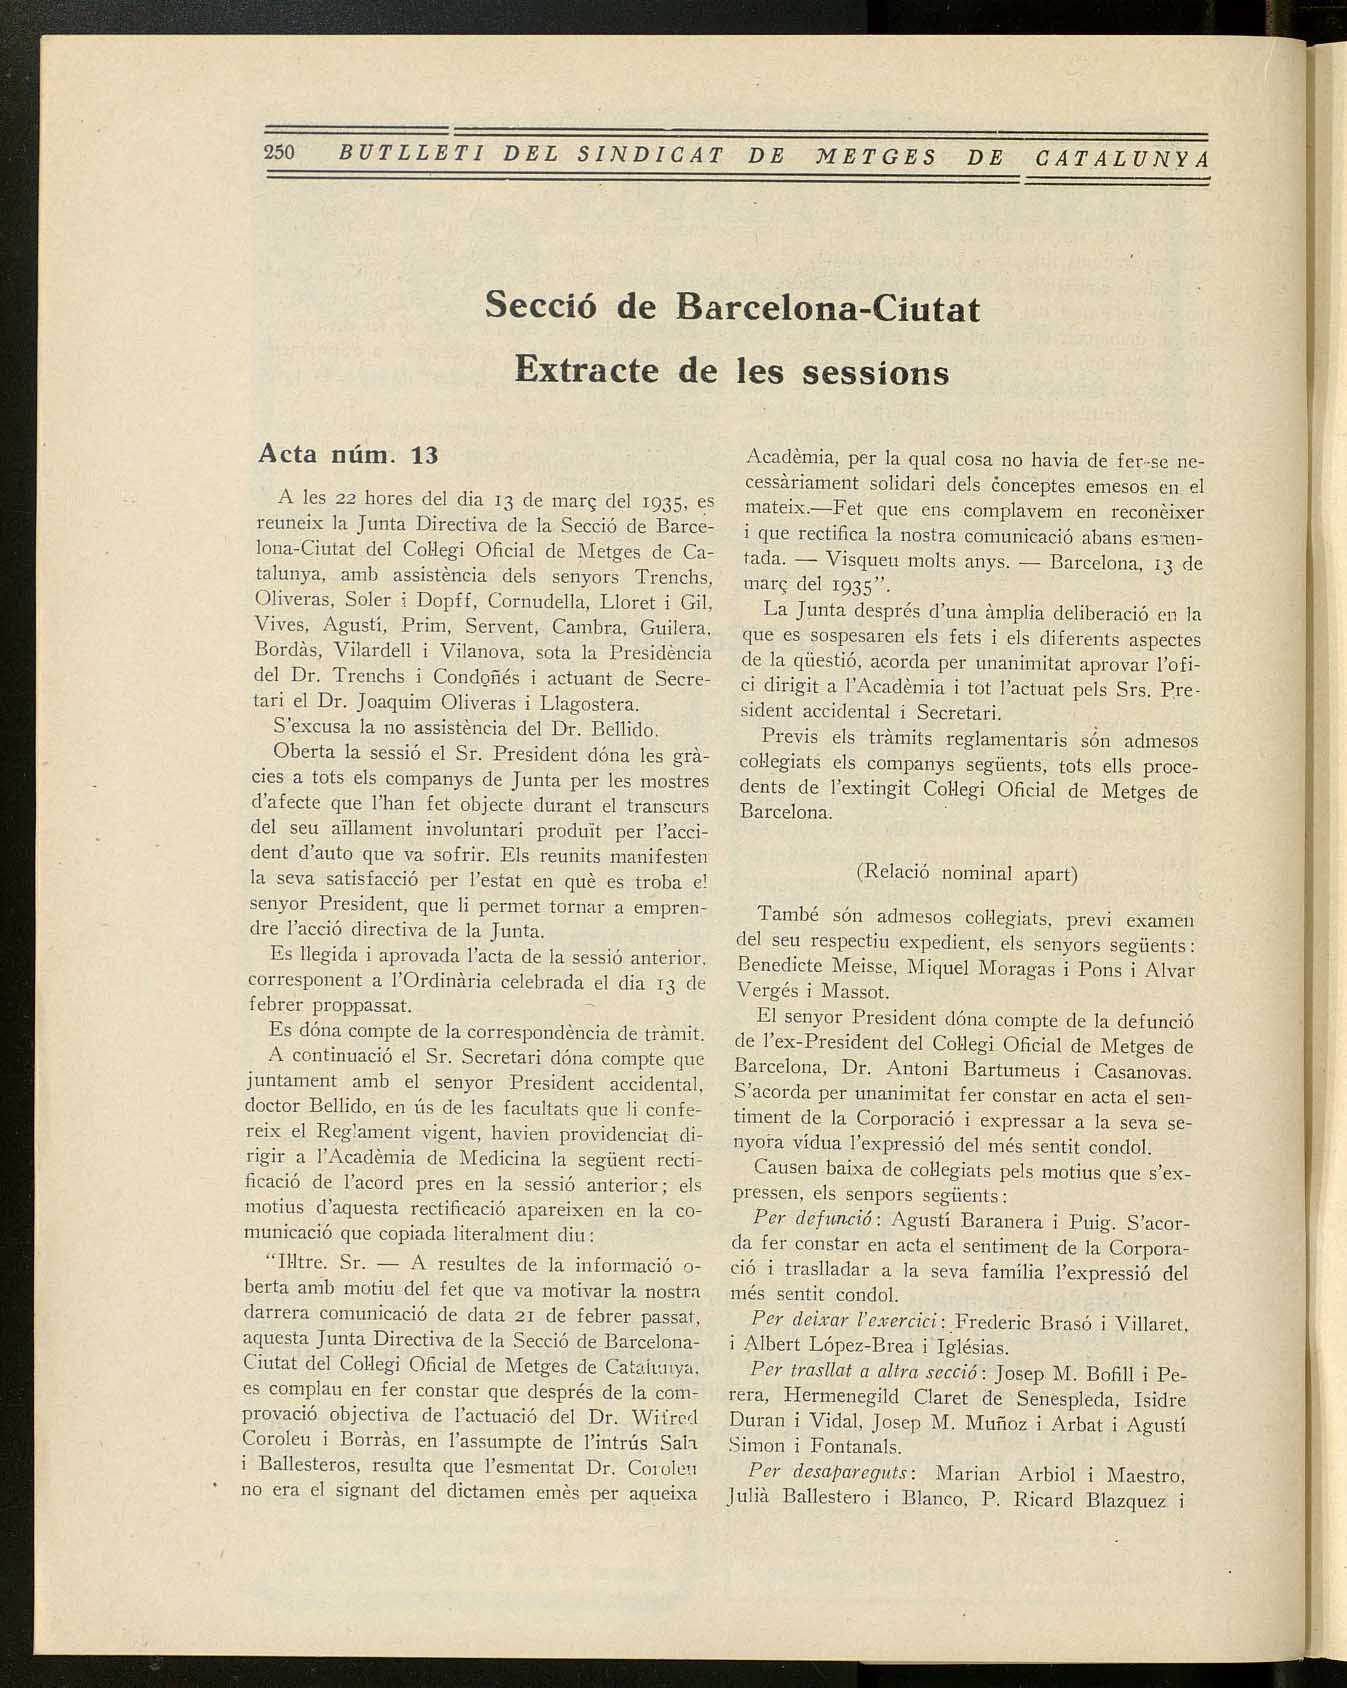 250 BUTLLETI DEL SINDICAT DE METGES DE CATALUNYA
Secció de Barcelona-Ciutat
Extracte de les sessions
Acta núm. 13
A les 22 hores del dia 13 de març del 1935, es
reuneix la Junta Directiva de la Secció de Barce-
lona-Ciutat del Col·legi Oficial de Metges de Ca-
talunya, amb assistència dels senyors Trenchs,
Oliveras, Soler i Dopff, Cornudella, Lloret i Gil,
Vives, Agustí, Prim, Servent, Cambra, Guilera,
Bordàs, Vilardell i Vilanova, sota la Presidència
del Dr. Trenchs i Condoñés i actuant de Secre-
tari el Dr. Joaquim Oliveras i Llagostera.
S'excusa la no assistència del Dr. Bellido.
Oberta la sessió el Sr. President dóna les grà-
cies a tots els companys de Junta per les mostres
d'afecte que l'han fet objecte durant el transcurs
del seu aïllament involuntari produït per l'acci-
dent d'auto que va sofrir. Els reunits manifesten
la seva satisfacció per l'estat en què es troba el
senyor President, que li permet tornar a empren-
dre l'acció directiva de la Junta.
Es llegida i aprovada l'acta de la sessió anterior,
corresponent a l'Ordinària celebrada el dia 13 de
febrer proppassat.
Es dóna compte de la correspondència de tràmit.
A continuació el Sr. Secretari dóna compte que
juntament amb el senyor President accidental,
doctor Bellido, en ús de les facultats que li confe-
reix el Reglament vigent, havien providenciat di-
rigir a l'Acadèmia de Medicina la següent recti-
ficació de l'acord pres en la sessió anterior; els
motius d'aquesta rectificació apareixen en la co-
municació que copiada literalment diu:
"Il·ltre. Sr. — A resultes de la informació o-
berta amb motiu del fet que va motivar la nostra
darrera comunicació de data 21 de febrer passat,
aquesta Junta Directiva de la Secció de Barcelona-
Ciutat del Col·legi Oficial de Metges de Catalunya,
es complau en fer constar que després de la com-
provació objectiva de l'actuació del Dr. Wifred
Coroleu i Borràs, en l'assumpte de l'intrús Sala
i Ballesteros, resulta que l'esmentat Dr. Coroleu
no era el signant del dictamen emès per aqueixa
Acadèmia, per la qual cosa no havia de fer-se ne-
cessàriament solidari dels conceptes emesos en el
mateix.—Fet que ens complavem en reconèixer
i que rectifica la nostra comunicació abans esmen-
tada. — Visqueu molts anys. — Barcelona, 13 de
març del 1935".
La Junta després d'una àmplia deliberació en la
que es sospesaren els fets i els diferents aspectes
de la qüestió, acorda per unanimitat aprovar l'ofi-
ci dirigit a l'Acadèmia i tot l'actuat pels Srs. Pre-
sident accidental i Secretari.
Previs els tràmits reglamentaris són admesos
col·legiats els companys següents, tots ells proce-
dents de l'extingit Col·legi Oficial de Metges de
Barcelona.
(Relació nominal apart)
També són admesos col·legiats, previ examen
del seu respectiu expedient, els senyors següents:
Benedicte Meisse, Miquel Moragas i Pons i Alvar
Vergés i Massot.
El senyor President dóna compte de la defunció
de l'ex-President del Col·legi Oficial de Metges de
Barcelona, Dr. Antoni Bartumeus i Casanovas.
S'acorda per unanimitat fer constar en acta el sen-
timent de la Corporació i expressar a la seva se-
nyora vídua l'expressió del més sentit condol.
Causen baixa de col·legiats pels motius que s'ex-
pressen, els senpors següents:
Per defunció: Agustí Baranera i Puig. S'acor-
da fer constar en acta el sentiment de la Corpora-
ció i traslladar a la seva família l'expressió del
més sentit condol.
Per deixar l'exercici: Frederic Brasó i Villaret,
i Albert López-Brea i Iglésias.
Per trasllat a altra secció: Josep M. Bofill i Pe-
rera, Hermenegild Claret de Senespleda, Isidre
Duran i Vidal, Josep M. Muñoz i Arbat i Agustí
Simon i Fontanals.
Per desapareguts: Marian Arbiol i Maestro,
Julià Ballestero i Blanco, P. Ricard Blazquez i